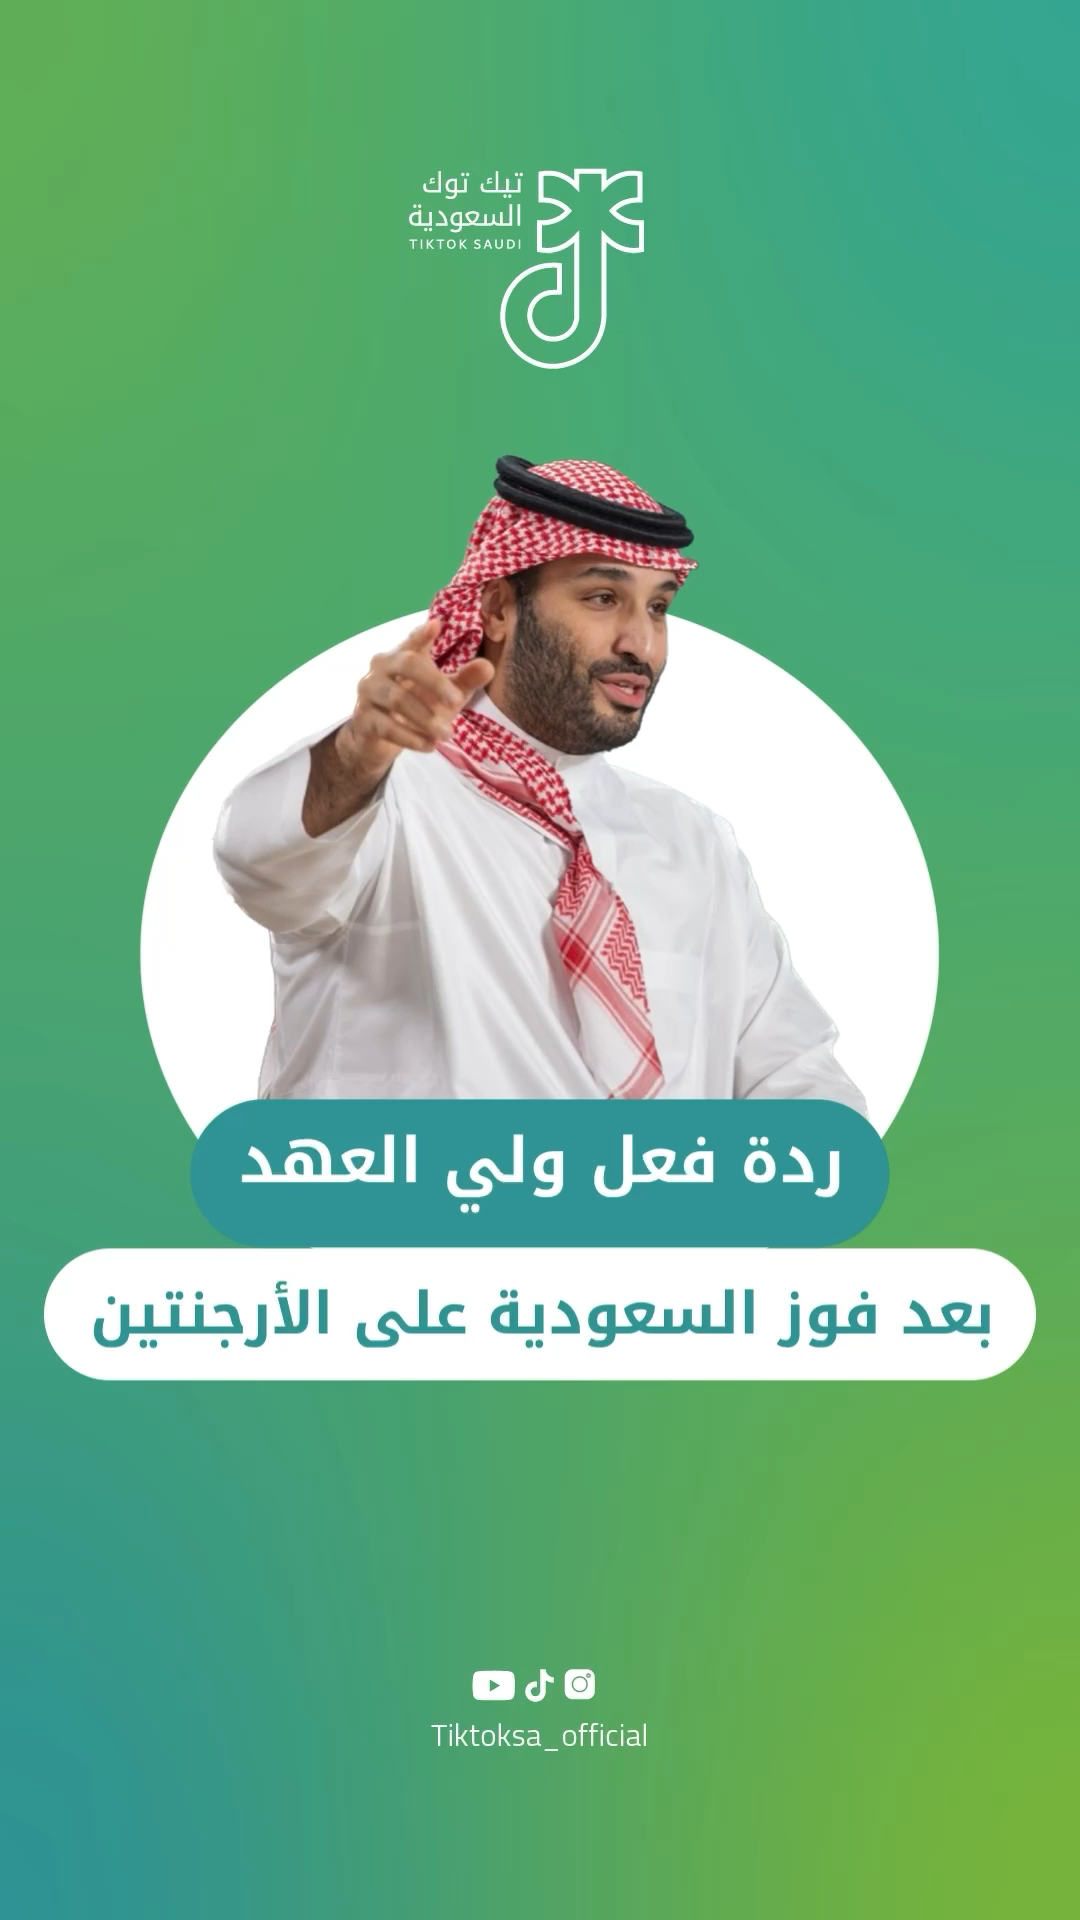 تيك توك
السعودية
TIKTOK SAUDI
ردة فعل ولي العهد
بعد فوز السعودية على الأرجنتين
Tiktoksa_official